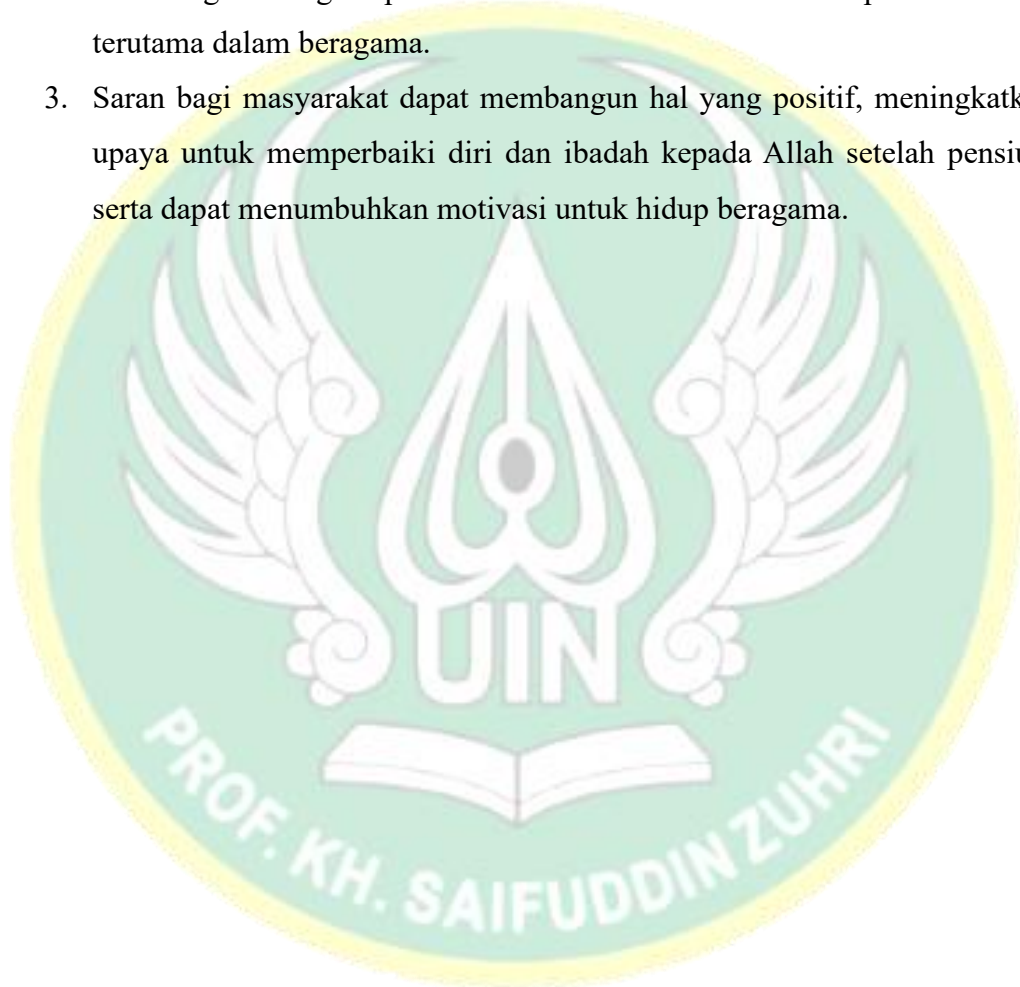 terutama dalam beragama.
3. Saran bagi masyarakat dapat membangun hal yang positif, meningkatk
upaya untuk memperbaiki diri dan ibadah kepada Allah setelah pensiu
serta dapat menumbuhkan motivasi untuk hidup beragama.
UIN
PROF. KH. SAIFUDDIN ZUHRI